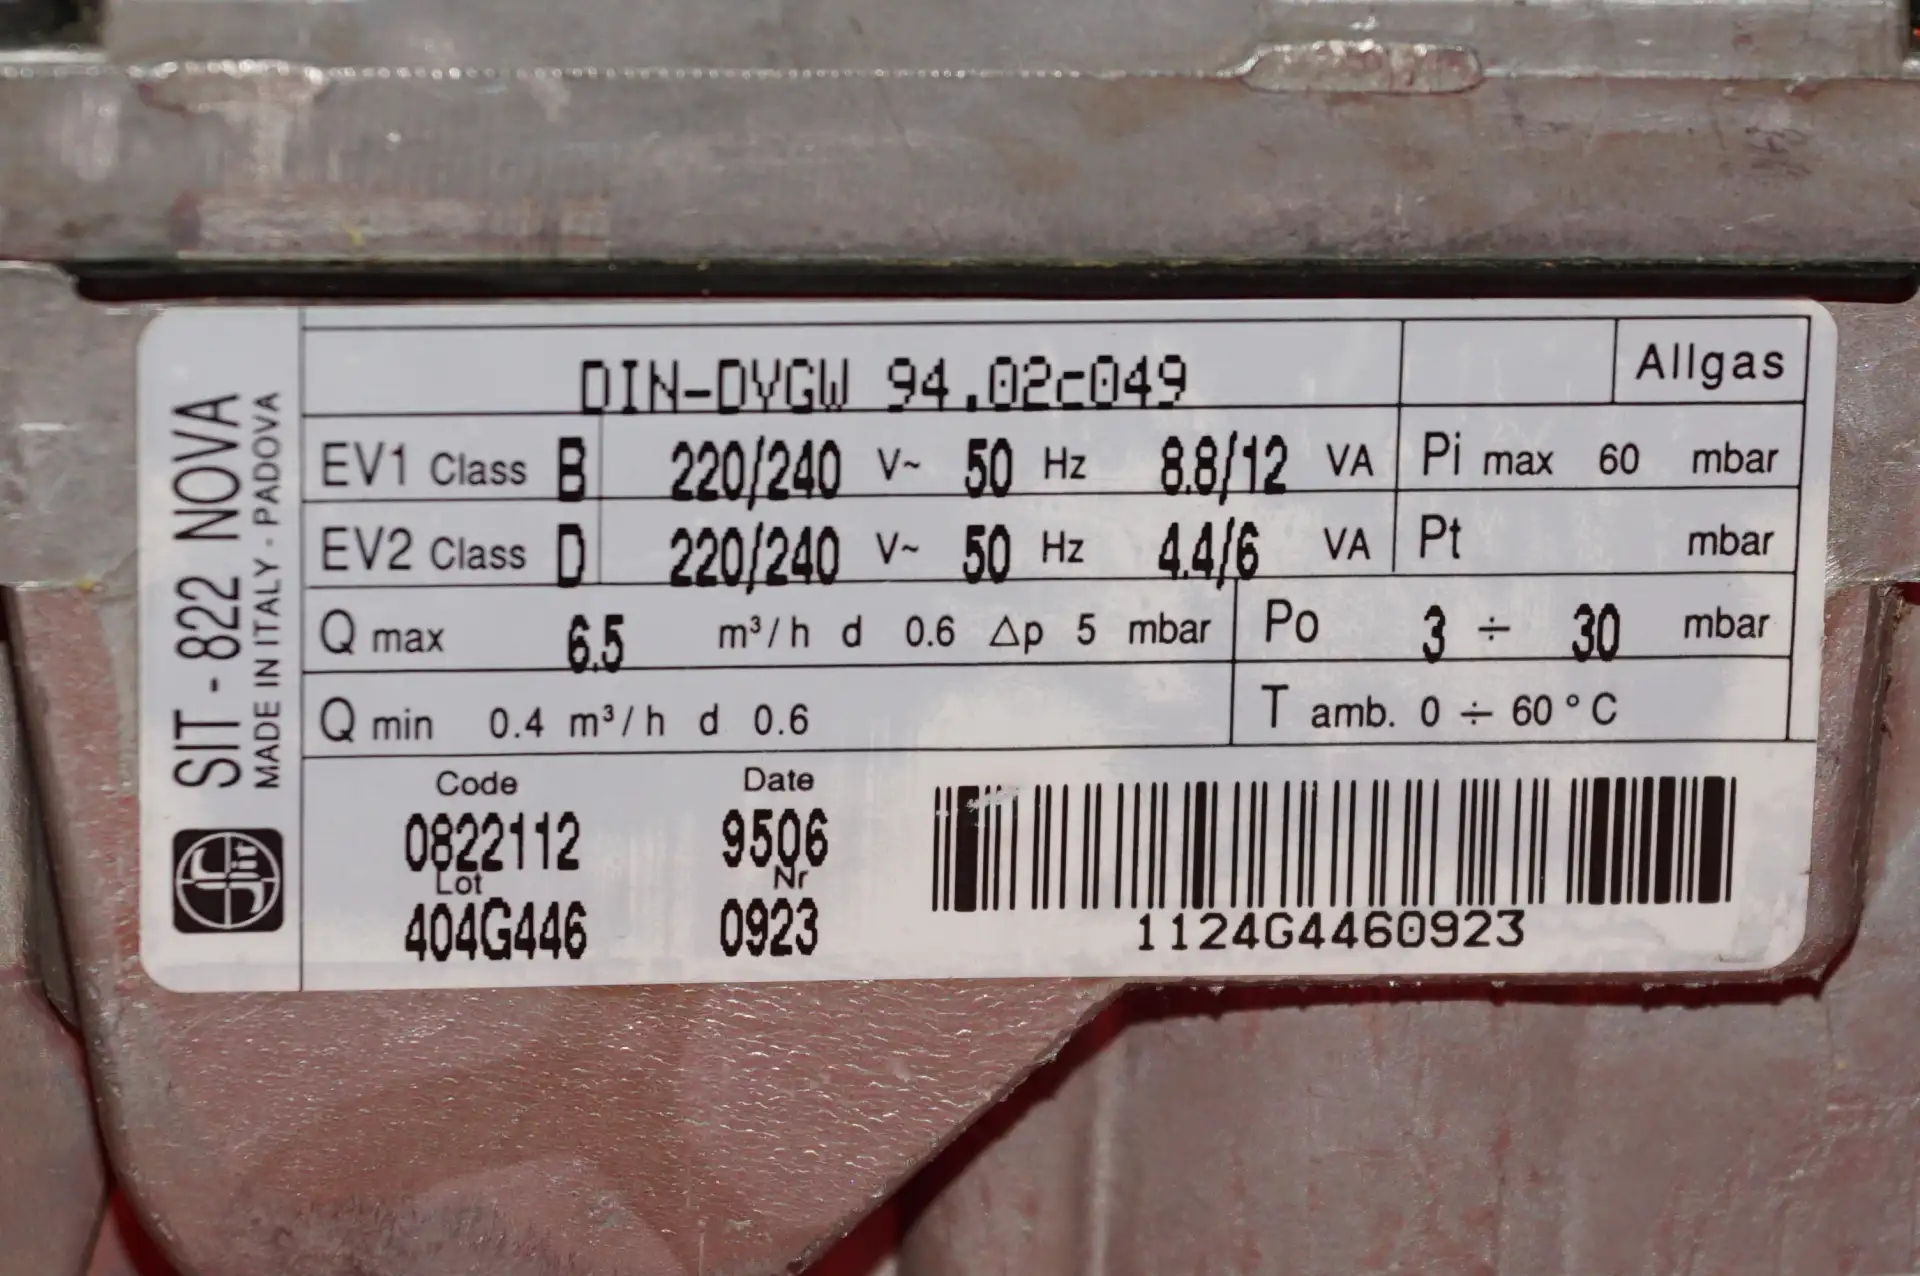 SIT - 822 NOVA
MADE IN ITALY - PADOVA
sit
DIN-DVGW 94.02c049
Allgas
EV1 Class B 220/240 V~ 50 Hz 8.8/12 VA Pi max 60 mbar
EV2 Class D 220/240 V~ 50 Hz 4.4/6 VA Pt mbar
Q max 6.5 m³/h d 0.6 Δp 5 mbar Po 3 ÷ 30 mbar
Q min 0.4 m³/h d 0.6 T amb. 0 ÷ 60 °C
Code Date
0822112 9506
Lot Nr
404G446 0923
1124G4460923